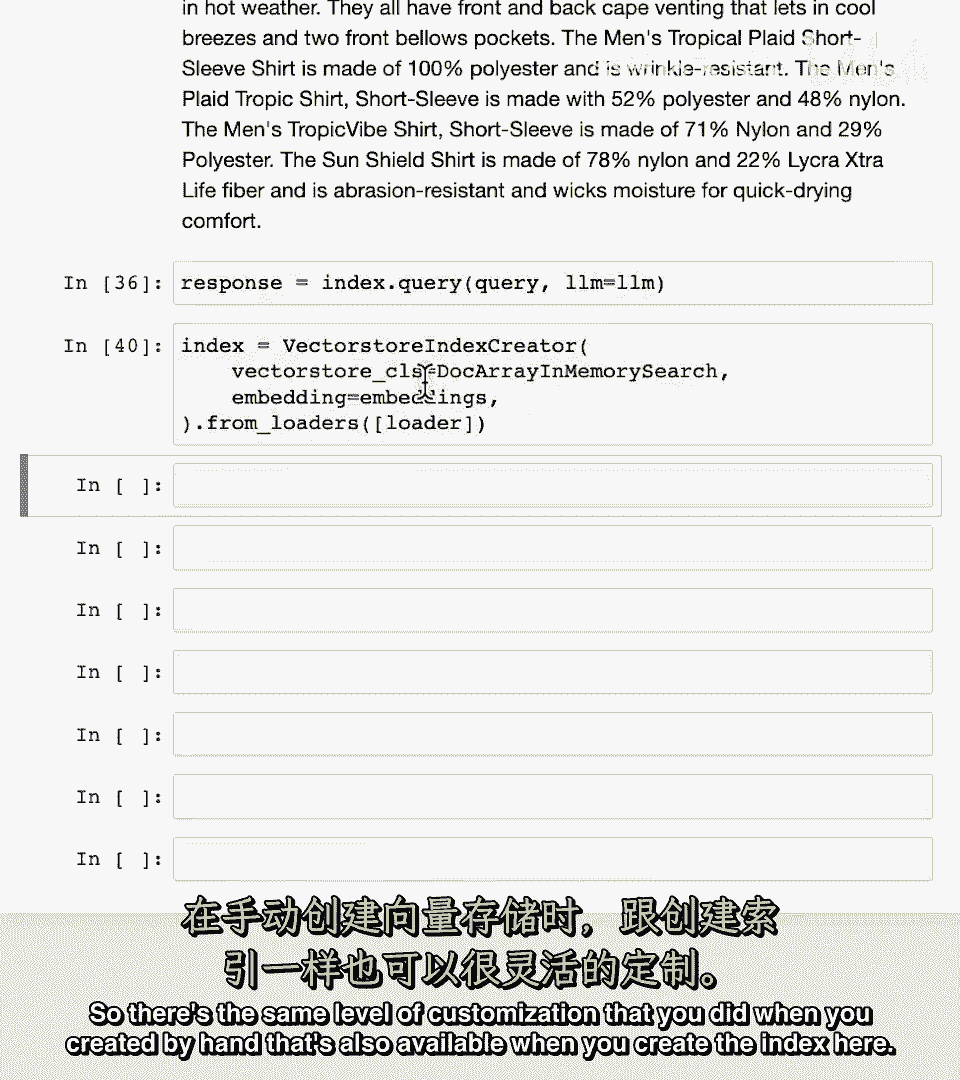 in hot weather. They all have front and back cape venting that lets in cool
breezes and two front bellows pockets. The Men's Tropical Plaid Short-
Sleeve Shirt is made of 100% polyester and is wrinkle-resistant. The Men's
Plaid Tropic Shirt, Short-Sleeve is made with 52% polyester and 48% nylon.
The Men's TropicVibe Shirt, Short-Sleeve is made of 71% Nylon and 29%
Polyester. The Sun Shield Shirt is made of 78% nylon and 22% Lycra Xtra
Life fiber and is abrasion-resistant and wicks moisture for quick-drying
comfort.
In [36]: response = index.query(query, llm=llm)
In [40]: index = VectorstoreIndexCreator(
vectorstore_cls=DocArrayInMemorySearch,
embedding=embeddings,
).from_loaders([loader])
In [ ]:
In [ ]:
In [ ]:
In [ ]:
In [ ]:
In [ ]:
In [ ]:
在手动创建向量存储时，跟创建索
引一样也可以很灵活的定制。
So there's the same level of customization that you did when you
created by hand that's also available when you create the index here.